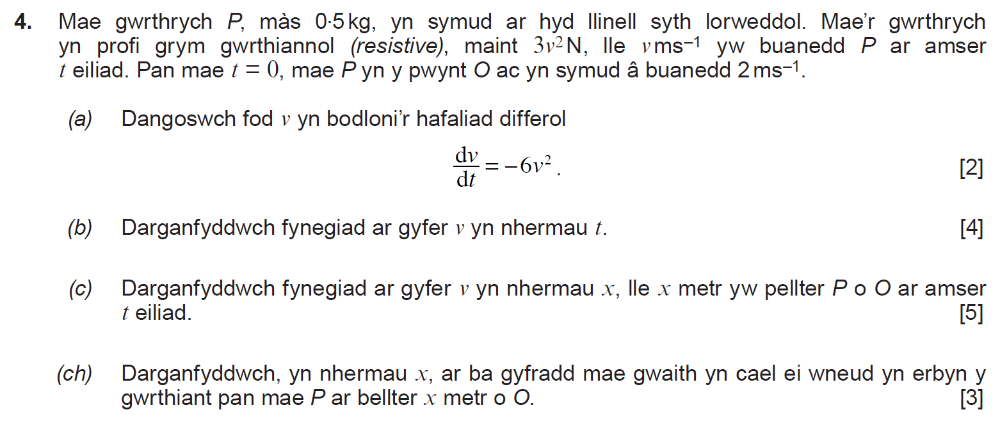 4. Mae gwrthrych P, màs 0·5 kg, yn symud ar hyd llinell syth lorweddol. Mae’r gwrthrych
yn profi grym gwrthiannol (resistive), maint 3v² N, lle v ms⁻¹ yw buanedd P ar amser
t eiliad. Pan mae t = 0, mae P yn y pwynt O ac yn symud â buanedd 2 ms⁻¹.
(a) Dangoswch fod v yn bodloni’r hafaliad differol
dv/dt = −6v². [2]
(b) Darganfyddwch fynegiad ar gyfer v yn nhermau t. [4]
(c) Darganfyddwch fynegiad ar gyfer v yn nhermau x, lle x metr yw pellter P o O ar amser
t eiliad. [5]
(ch) Darganfyddwch, yn nhermau x, ar ba gyfradd mae gwaith yn cael ei wneud yn erbyn y
gwrthiant pan mae P ar bellter x metr o O. [3]